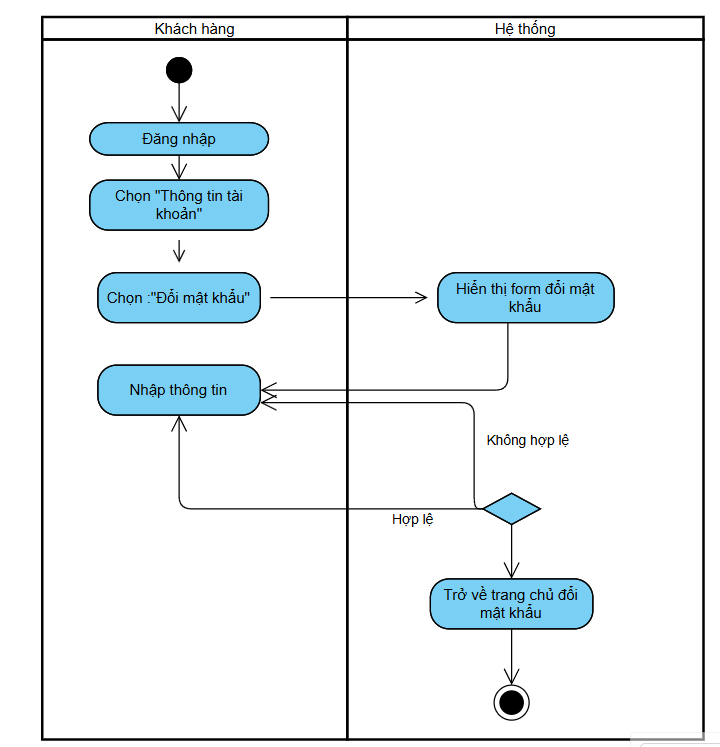 Khách hàng
Hệ thống
Đăng nhập
Chọn "Thông tin tài
khoản"
Chọn :"Đổi mật khẩu"
Hiển thị form đổi mật
khẩu
Nhập thông tin
Không hợp lệ
Hợp lệ
Trở về trang chủ đổi
mật khẩu